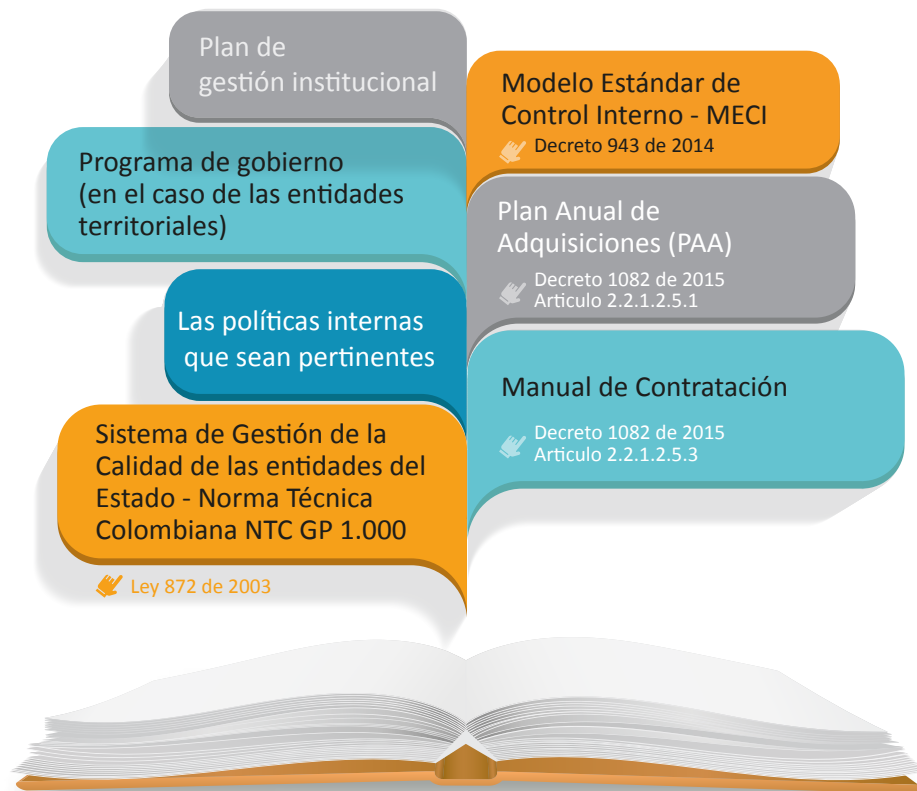 Plan de
gestión institucional
Modelo Estándar de
Control Interno - MECI
Decreto 943 de 2014
Programa de gobierno
(en el caso de las entidades
territoriales)
Plan Anual de
Adquisiciones (PAA)
Decreto 1082 de 2015
Articulo 2.2.1.2.5.1
Las políticas internas
que sean pertinentes
Manual de Contratación
Decreto 1082 de 2015
Articulo 2.2.1.2.5.3
Sistema de Gestión de la
Calidad de las entidades del
Estado - Norma Técnica
Colombiana NTC GP 1.000
Ley 872 de 2003